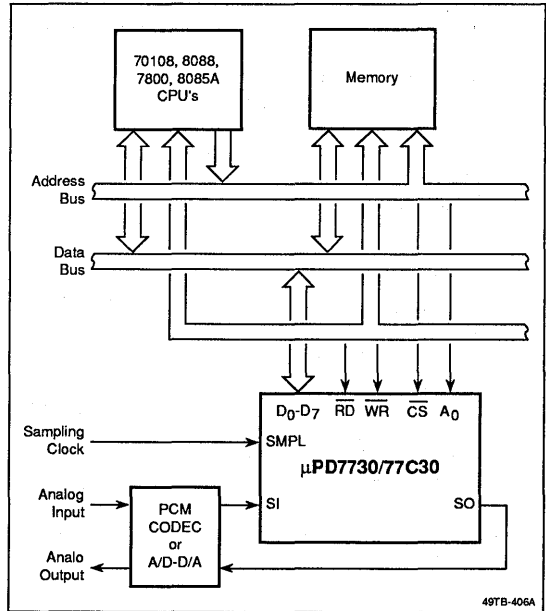 70108, 8088,
7800, 8085A
CPU's
Memory
Address
Bus
Data
Bus
D0-D7 RD WR CS A0
Sampling
Clock
SMPL
μPD7730/77C30
Analog
Input
SI
SO
PCM
CODEC
or
A/D-D/A
Analo
Output
49TB-406A